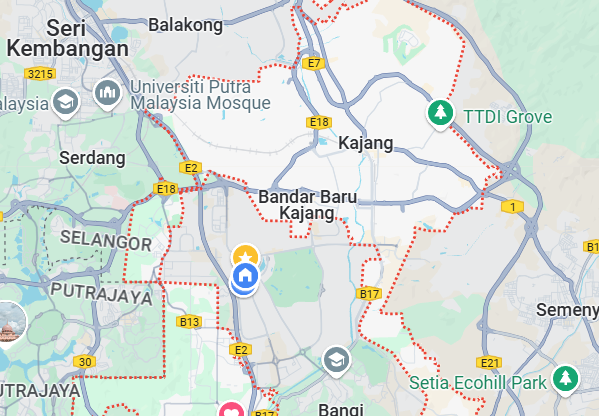 Balakong
Seri
Kembangan
E7
3215
Universiti Putra
Malaysia Mosque
alaysia
TTDI Grove
E18
Kajang
Serdang
E2
E18
Bandar Baru
Kajang
1
SELANGOR
B1
PUTRAJAYA
B17
Semeny
B13
E2
30
E21
UTRAJAYA
Setia Ecohill Park
B17
Bangi